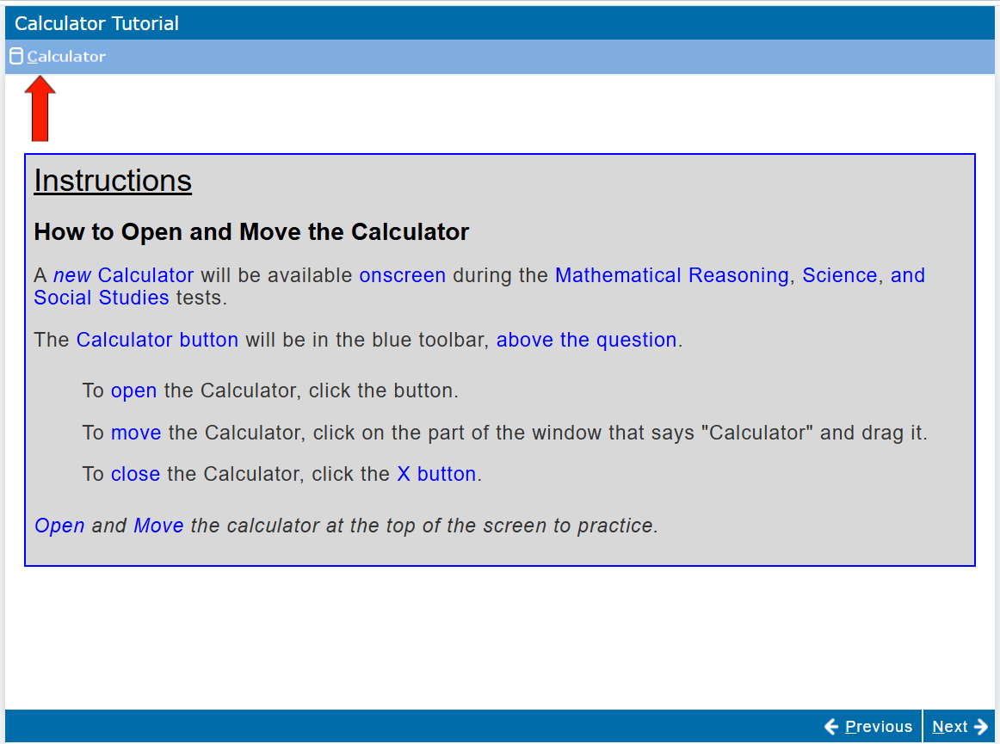 Calculator Tutorial
Calculator
Instructions
How to Open and Move the Calculator
A new Calculator will be available onscreen during the Mathematical Reasoning, Science, and
Social Studies tests.
The Calculator button will be in the blue toolbar, above the question.
To open the Calculator, click the button.
To move the Calculator, click on the part of the window that says "Calculator" and drag it.
To close the Calculator, click the X button.
Open and Move the calculator at the top of the screen to practice.
Previous Next